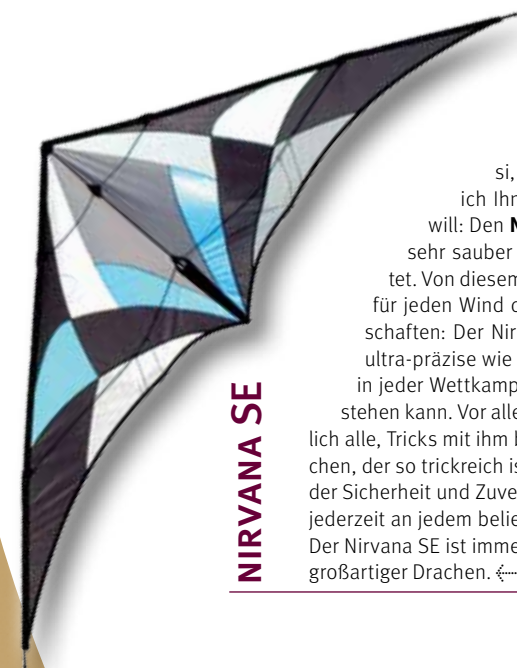 NIRVANA SE
si,
ich Ihn
will: Den
sehr sauber
tet. Von diesem
für jeden Wind
schaften: Der Nir
ultra-präzise wie
in jeder Wettkamp
stehen kann. Vor alle
lich alle, Tricks mit ihm
chen, der so trickreich is
der Sicherheit und Zuve
jederzeit an jedem belie
Der Nirvana SE ist imme
großartiger Drachen.